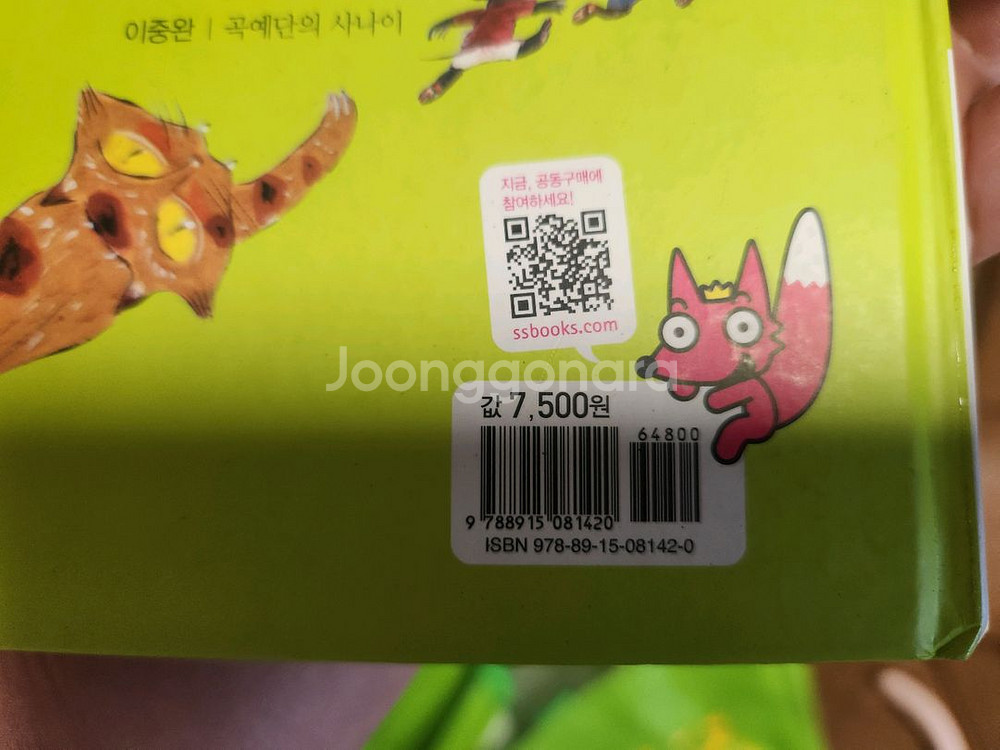 이중완 | 곡예단의 사나이
지금, 공동구매에
참여하세요!
ssbooks.com
Joonggonara
값 7,500원
64800
9 788915 081420
ISBN 978-89-15-08142-0